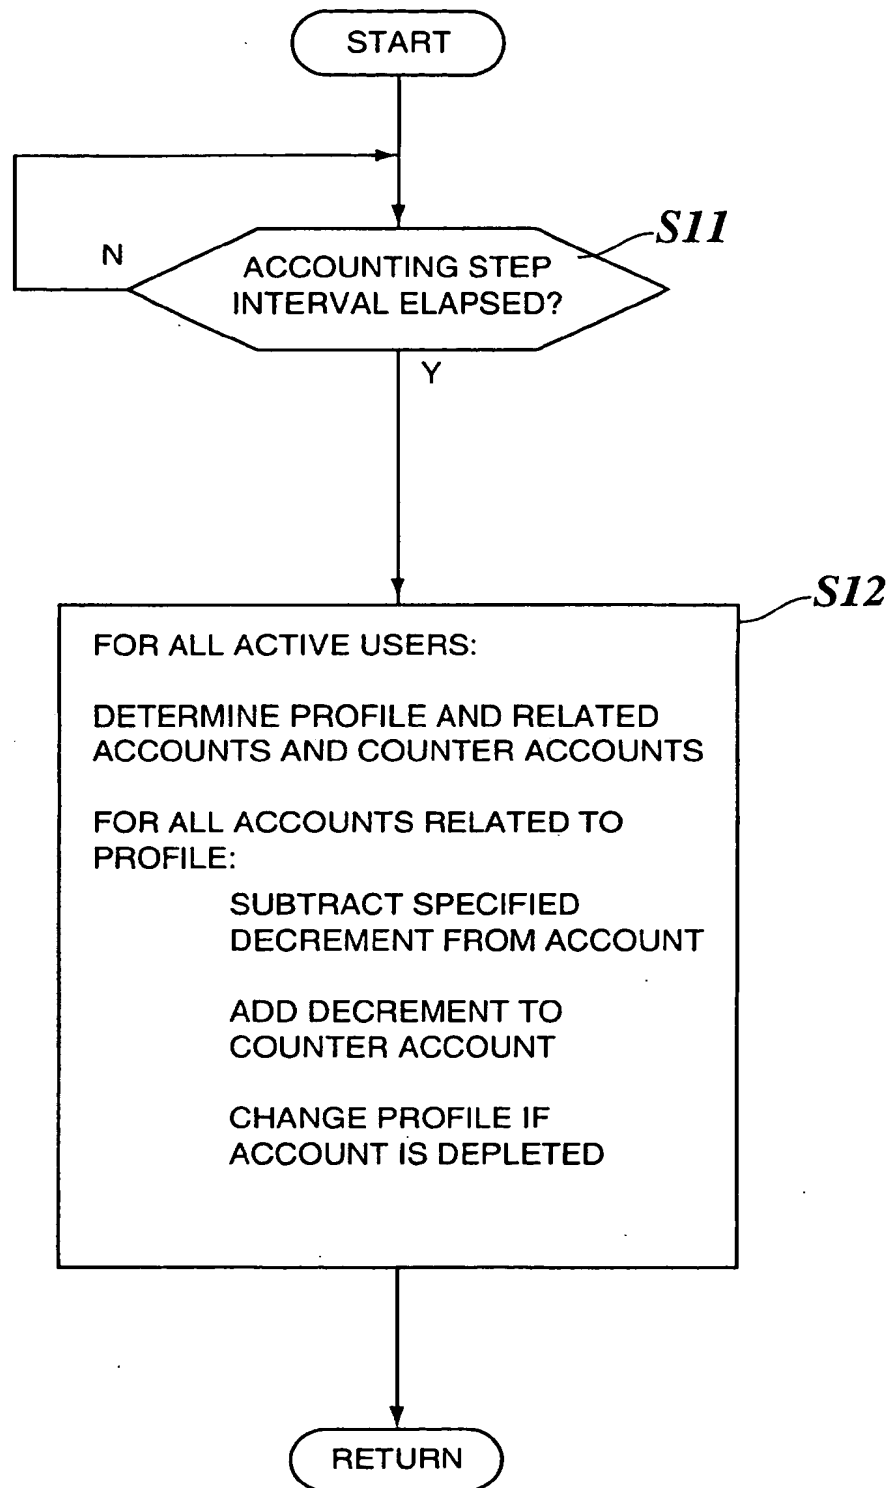 START
S11
N
ACCOUNTING STEP
INTERVAL ELAPSED?
Y
S12
FOR ALL ACTIVE USERS:
DETERMINE PROFILE AND RELATED
ACCOUNTS AND COUNTER ACCOUNTS
FOR ALL ACCOUNTS RELATED TO
PROFILE:
SUBTRACT SPECIFIED
DECREMENT FROM ACCOUNT
ADD DECREMENT TO
COUNTER ACCOUNT
CHANGE PROFILE IF
ACCOUNT IS DEPLETED
RETURN